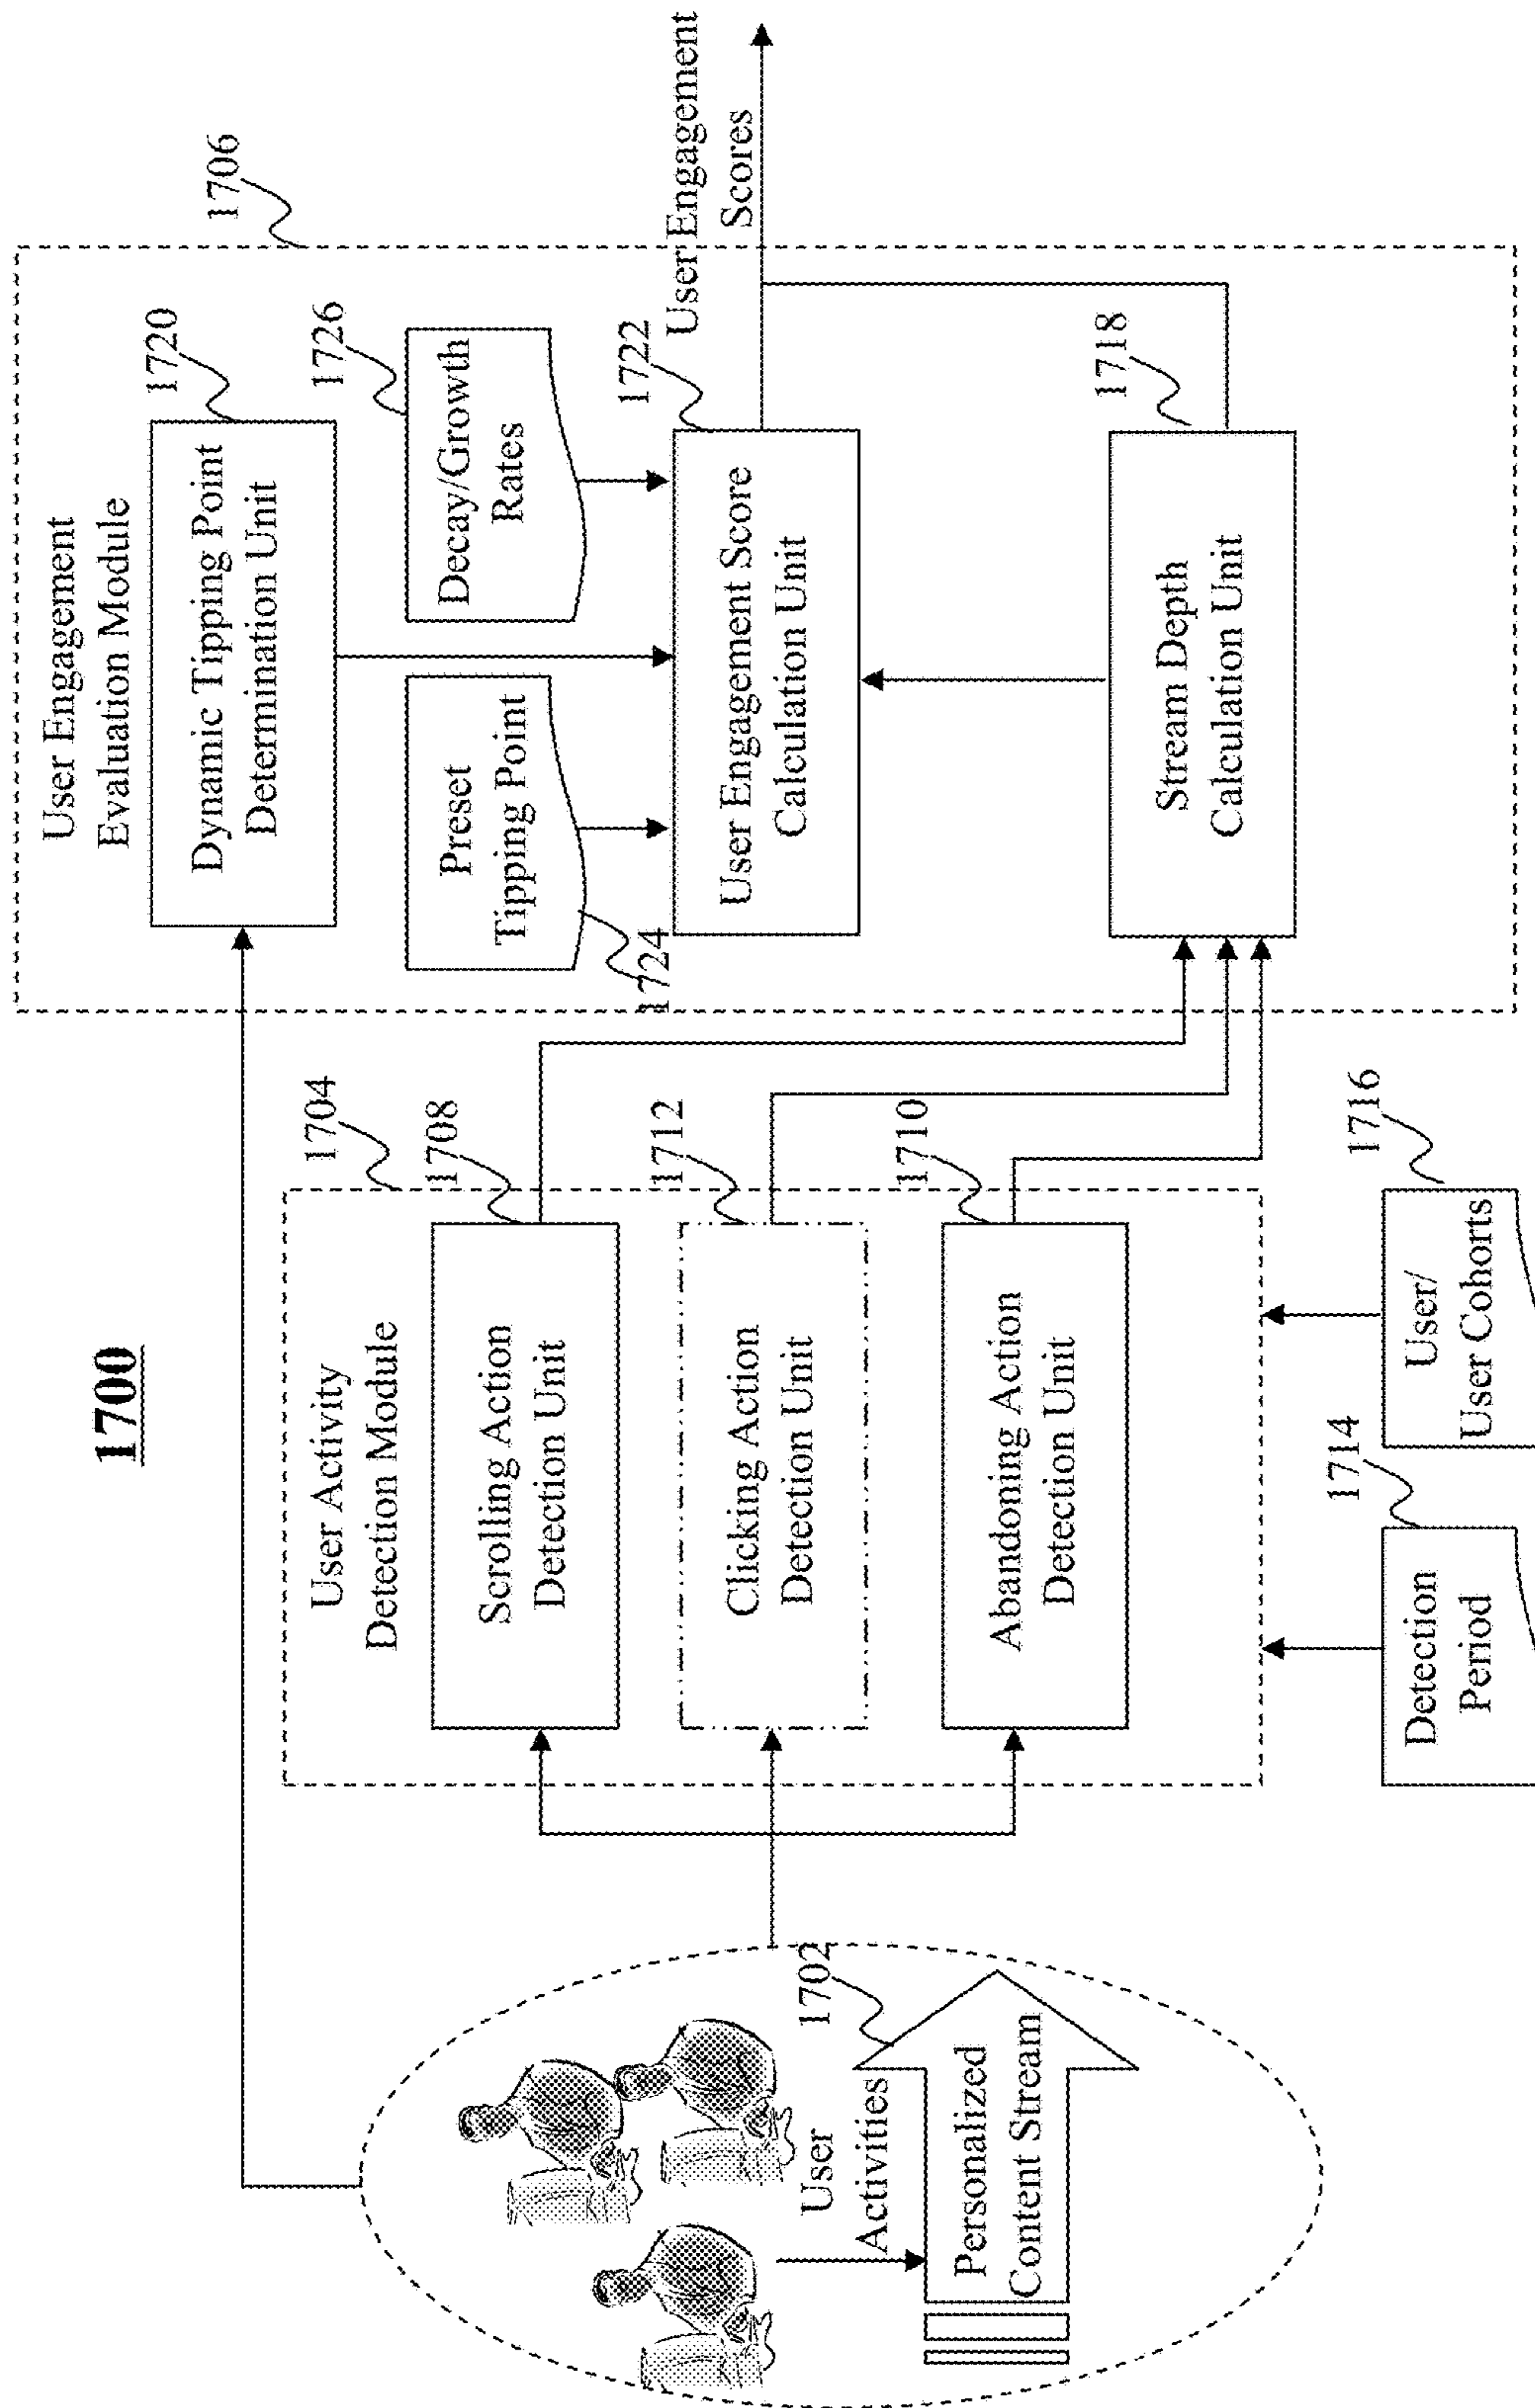 1700
User
Activities
1702
Personalized
Content Stream
User Activity
Detection Module
1704
Scrolling Action
Detection Unit
1708
Clicking Action
Detection Unit
1712
Abandoning Action
Detection Unit
1710
Detection
Period
1714
User/
User Cohorts
1716
User Engagement
Evaluation Module
1706
Dynamic Tipping Point
Determination Unit
1720
Preset
Tipping Point
1724
Decay/Growth
Rates
1726
User Engagement Score
Calculation Unit
1722
Stream Depth
Calculation Unit
1718
User Engagement
Scores